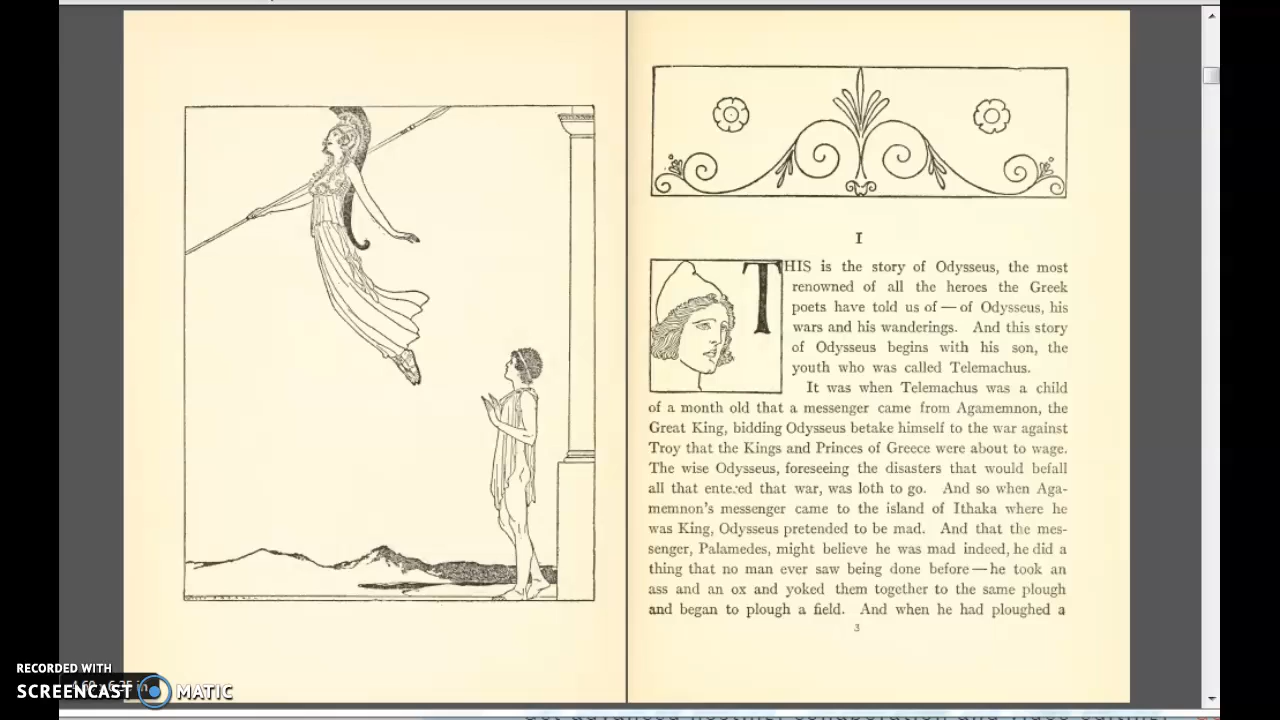 I
THIS is the story of Odysseus, the most
renowned of all the heroes the Greek
poets have told us of — of Odysseus, his
wars and his wanderings. And this story
of Odysseus begins with his son, the
youth who was called Telemachus.
It was when Telemachus was a child
of a month old that a messenger came from Agamemnon, the
Great King, bidding Odysseus betake himself to the war against
Troy that the Kings and Princes of Greece were about to wage.
The wise Odysseus, foreseeing the disasters that would befall
all that entered that war, was loth to go. And so when Aga-
memnon's messenger came to the island of Ithaka where he
was King, Odysseus pretended to be mad. And that the mes-
senger, Palamedes, might believe he was mad indeed, he did a
thing that no man ever saw being done before — he took an
ass and an ox and yoked them together to the same plough
and began to plough a field. And when he had ploughed a
3
RECORDED WITH
SCREENCAST MATIC